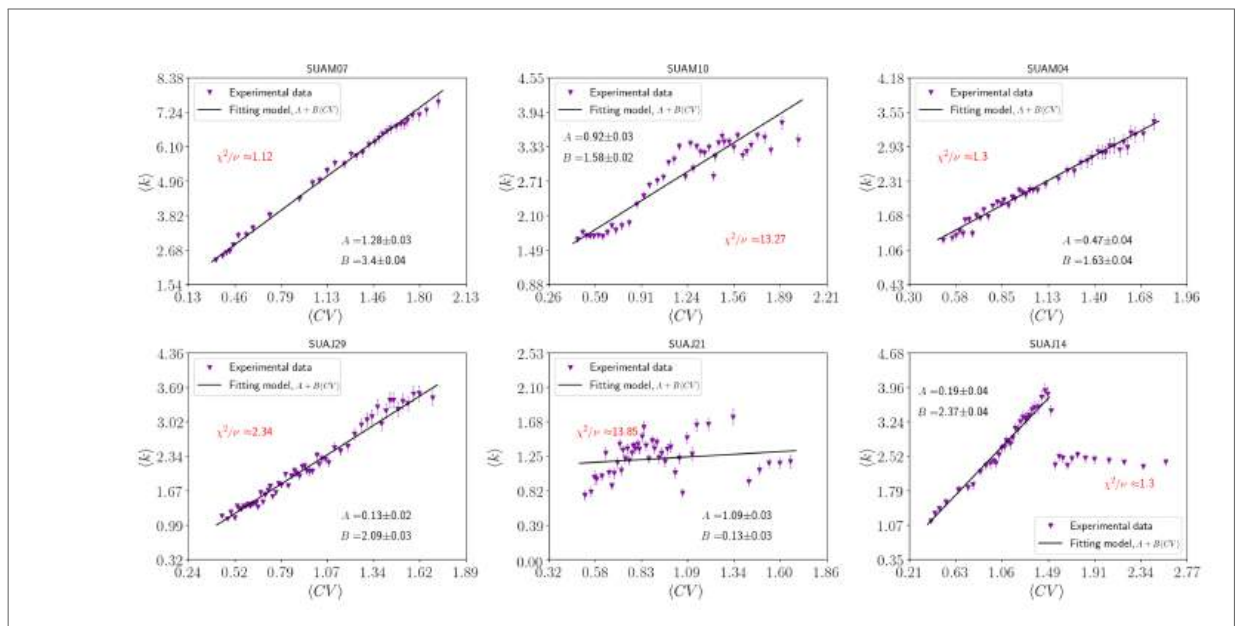 SUAM07
8.38
7.24
6.10
4.96
3.82
2.68
1.54
⟨k⟩
Experimental data
Fitting model, A + B⟨CV⟩
χ²/ν ≈1.12
A =1.28±0.03
B =3.4±0.04
0.13 0.46 0.79 1.13 1.46 1.80 2.13
⟨CV⟩
SUAM10
4.55
3.94
3.33
2.71
2.10
1.49
0.88
⟨k⟩
Experimental data
Fitting model, A + B⟨CV⟩
A =0.92±0.03
B =1.58±0.02
χ²/ν ≈13.27
0.26 0.59 0.91 1.24 1.56 1.89 2.21
⟨CV⟩
SUAM04
4.18
3.55
2.93
2.31
1.68
1.06
0.43
⟨k⟩
Experimental data
Fitting model, A + B⟨CV⟩
χ²/ν ≈1.3
A =0.47±0.04
B =1.63±0.04
0.30 0.58 0.85 1.13 1.40 1.68 1.96
⟨CV⟩
SUAJ29
4.36
3.69
3.02
2.34
1.67
0.99
0.32
⟨k⟩
Experimental data
Fitting model, A + B⟨CV⟩
χ²/ν ≈2.34
A =0.13±0.02
B =2.09±0.03
0.24 0.52 0.79 1.07 1.34 1.62 1.89
⟨CV⟩
SUAJ21
2.53
2.10
1.68
1.25
0.82
0.39
0.00
⟨k⟩
Experimental data
Fitting model, A + B⟨CV⟩
χ²/ν ≈13.85
A =1.09±0.03
B =0.13±0.03
0.32 0.58 0.83 1.09 1.34 1.60 1.86
⟨CV⟩
SUAJ14
4.68
3.96
3.24
2.52
1.79
1.07
0.35
⟨k⟩
A =0.19±0.04
B =2.37±0.04
χ²/ν ≈1.3
Experimental data
Fitting model, A + B⟨CV⟩
0.21 0.63 1.06 1.49 1.91 2.34 2.77
⟨CV⟩